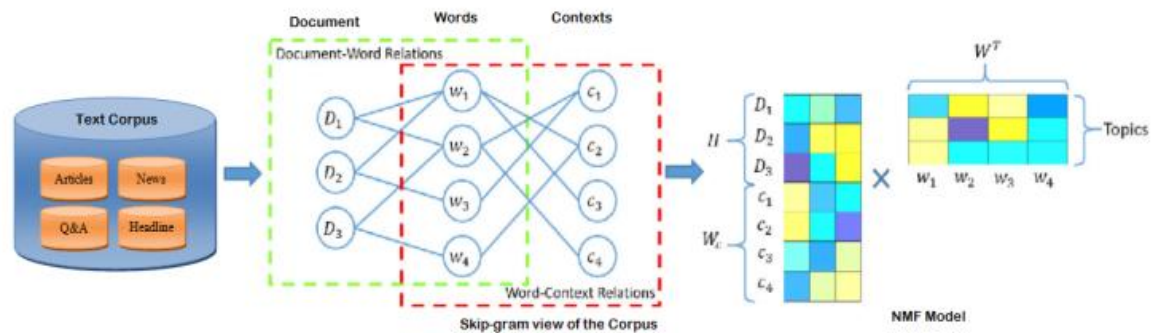 Document Words Contexts
Document-Word Relations
Text Corpus
Articles News
Q&A Headline
D₁ D₂ D₃
w₁ w₂ w₃ w₄
c₁ c₂ c₃ c₄
Word-Context Relations
Skip-gram view of the Corpus
H
W_c
D₁
D₂
D₃
c₁
c₂
c₃
c₄
×
Wᵀ
Topics
w₁ w₂ w₃ w₄
NMF Model